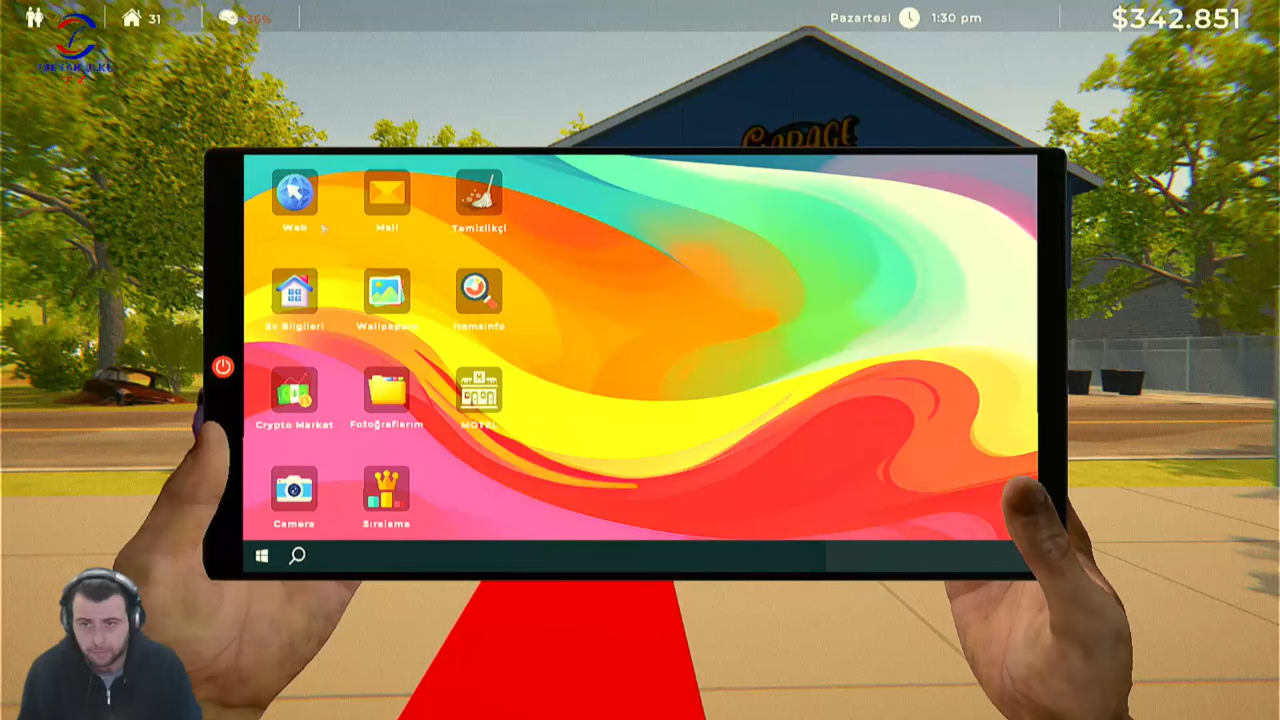 31
36%
Pazartesi
1:30 pm
$342.851
GARAGE
Web
Mail
Temizlikçi
Ev Bilgileri
Crypto Market
Fotoğraflarım
MOTEL
Camera
Sıralama